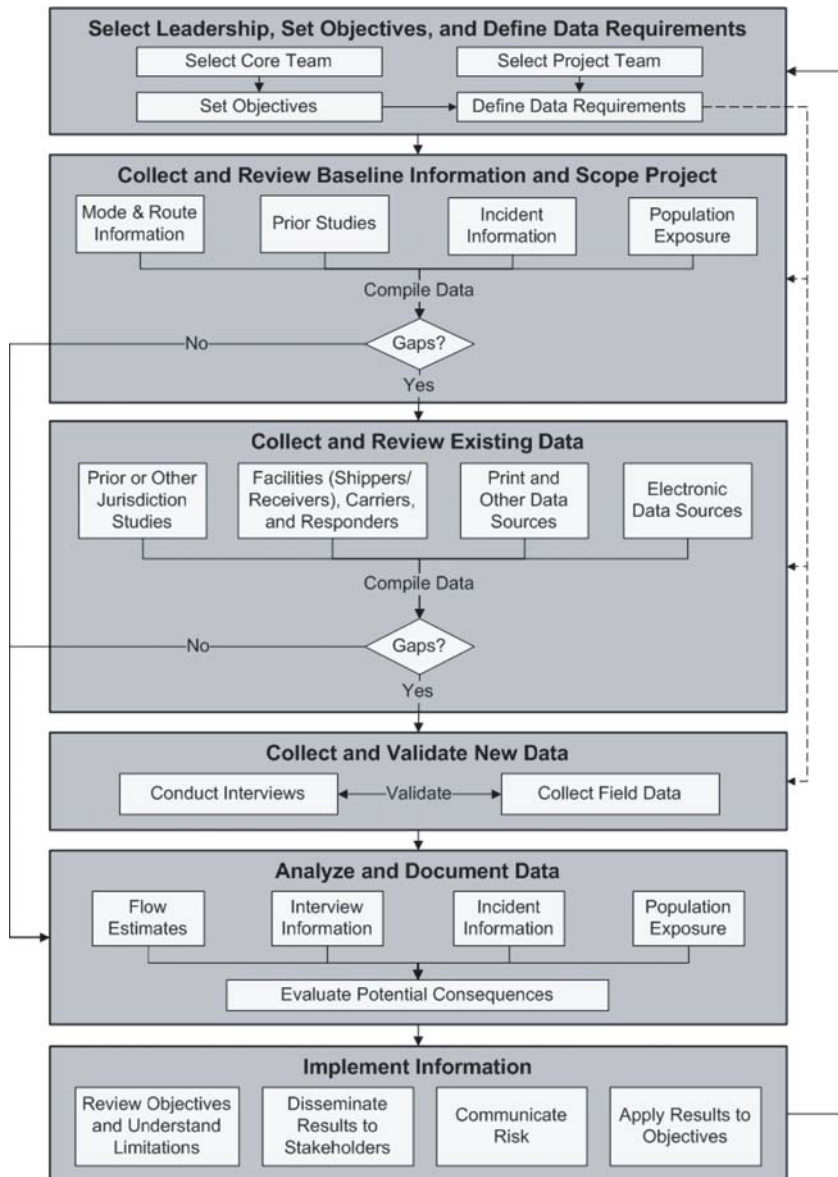 Select Leadership, Set Objectives, and Define Data Requirements
Select Core Team
Select Project Team
Set Objectives
Define Data Requirements
Collect and Review Baseline Information and Scope Project
Mode & Route
Information
Prior Studies
Incident
Information
Population
Exposure
Compile Data
No
Gaps?
Yes
Collect and Review Existing Data
Prior or Other
Jurisdiction
Studies
Facilities (Shippers/
Receivers), Carriers,
and Responders
Print and
Other Data
Sources
Electronic
Data Sources
Compile Data
No
Gaps?
Yes
Collect and Validate New Data
Conduct Interviews
Validate
Collect Field Data
Analyze and Document Data
Flow
Estimates
Interview
Information
Incident
Information
Population
Exposure
Evaluate Potential Consequences
Implement Information
Review Objectives
and Understand
Limitations
Disseminate
Results to
Stakeholders
Communicate
Risk
Apply Results to
Objectives